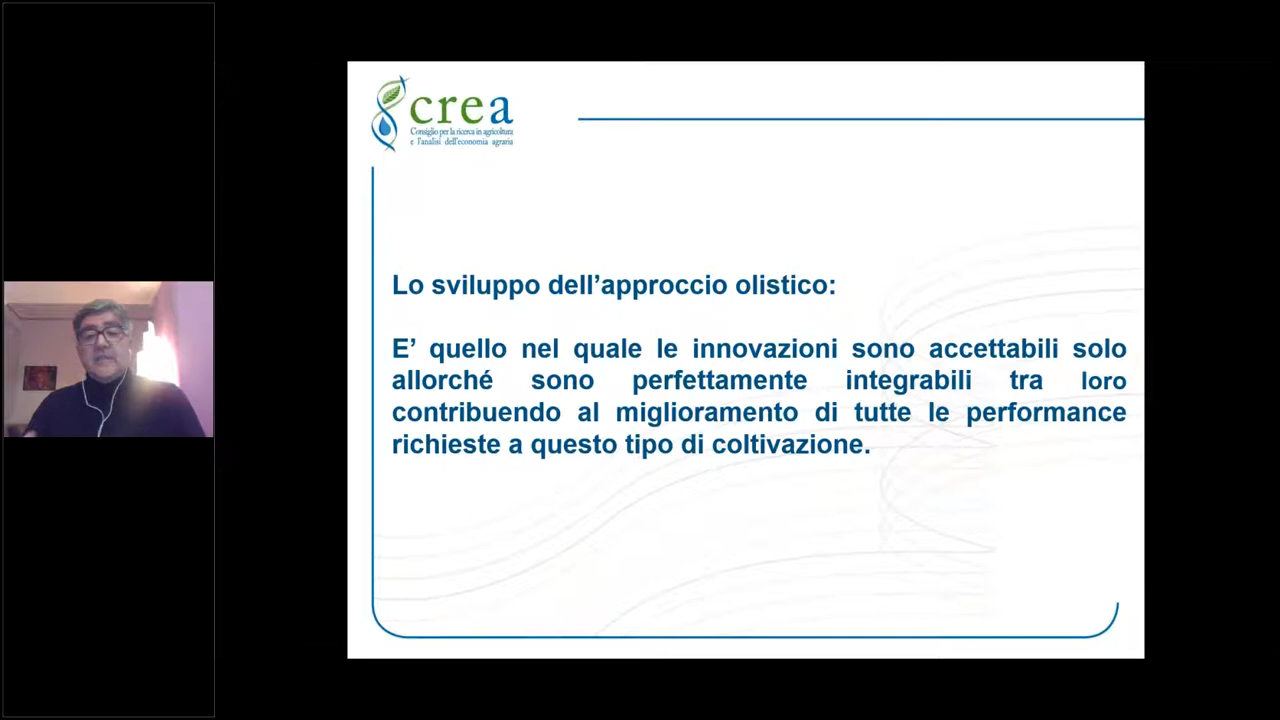 crea
Consiglio per la ricerca in agricoltura
e l'analisi dell'economia agraria
Lo sviluppo dell’approccio olistico:
E’ quello nel quale le innovazioni sono accettabili solo
allorché sono perfettamente integrabili tra loro
contribuendo al miglioramento di tutte le performance
richieste a questo tipo di coltivazione.